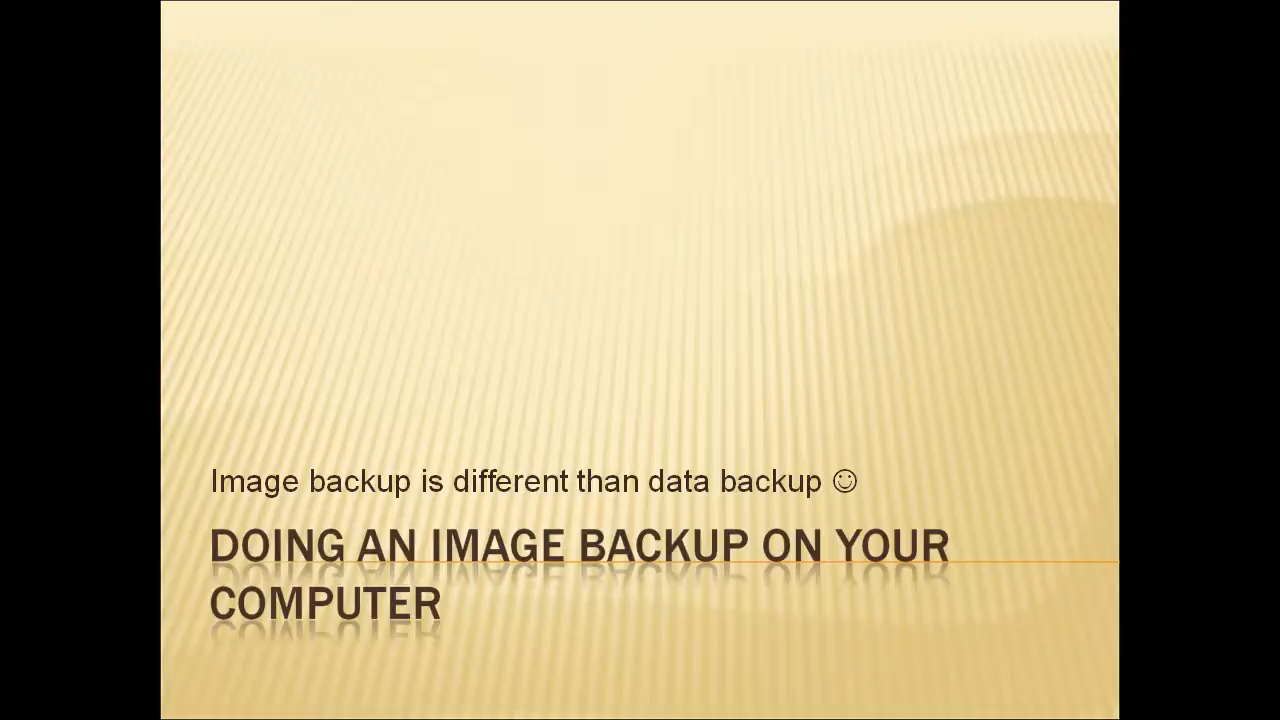 Image backup is different than data backup ☺
DOING AN IMAGE BACKUP ON YOUR
COMPUTER